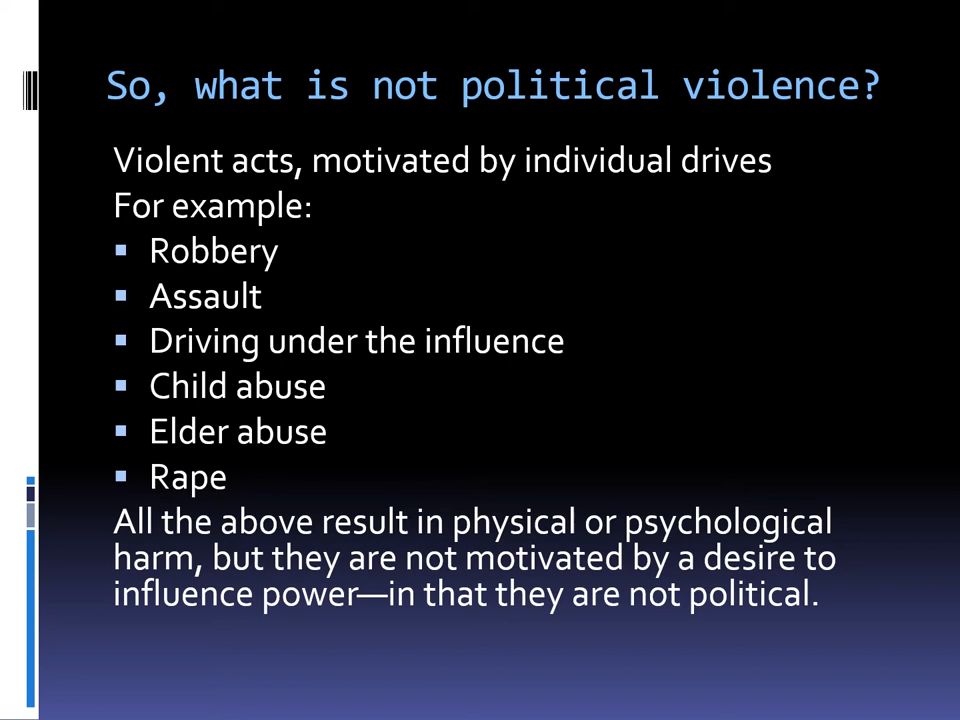 So, what is not political violence?
Violent acts, motivated by individual drives
For example:
▪ Robbery
▪ Assault
▪ Driving under the influence
▪ Child abuse
▪ Elder abuse
▪ Rape
All the above result in physical or psychological
harm, but they are not motivated by a desire to
influence power—in that they are not political.